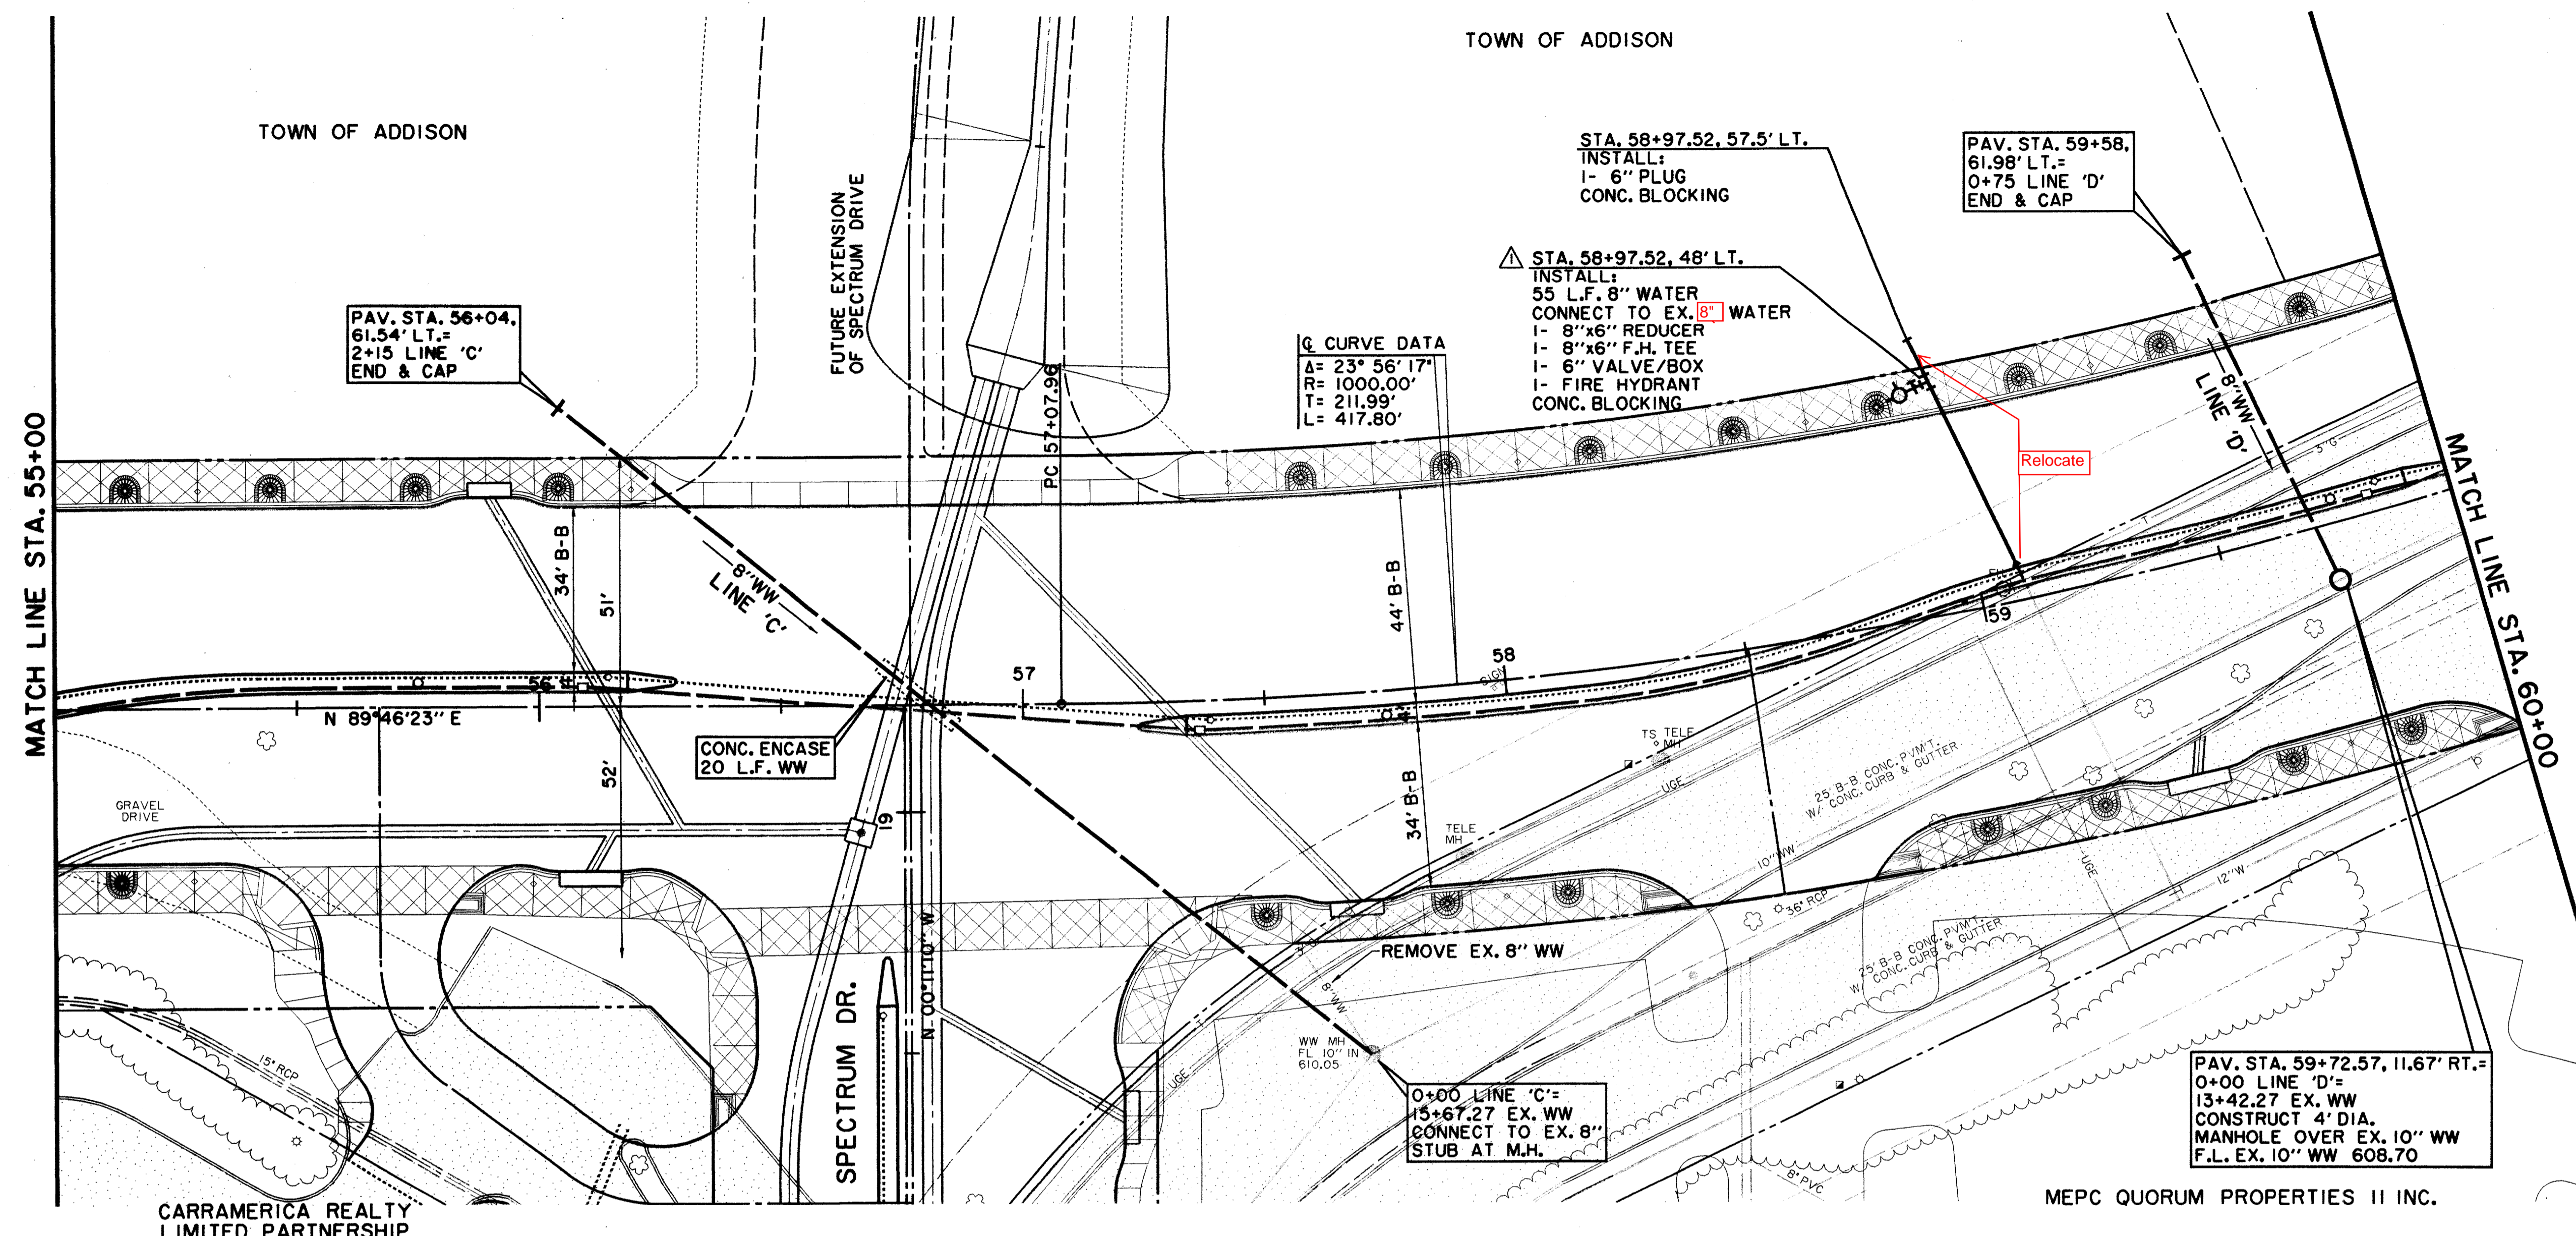 TOWN OF ADDISON
TOWN OF ADDISON
STA. 58+97.52, 57.5' LT.
INSTALL:
1- 6" PLUG
CONC. BLOCKING
PAV. STA. 59+58,
61.98' LT.=
0+75 LINE 'D'
END & CAP
FUTURE EXTENSION
OF SPECTRUM DRIVE
1
STA. 58+97.52, 48' LT.
INSTALL:
55 L.F. 8" WATER
CONNECT TO EX. 8" WATER
1- 8"x6" REDUCER
1- 8"x6" F.H. TEE
1- 6" VALVE/BOX
1- FIRE HYDRANT
CONC. BLOCKING
PAV. STA. 56+04,
61.54' LT.=
2+15 LINE 'C'
END & CAP
℄ CURVE DATA
Δ= 23° 56' 17"
R= 1000.00'
T= 211.99'
L= 417.80'
PC 57+07.96
8"WW
LINE 'D'
3"G
Relocate
MATCH LINE STA. 55+00
MATCH LINE STA. 60+00
34' B-B
51'
8"WW
LINE 'C'
44' B-B
59
58
SIGN
57
56
4'
4'
N 89°46'23" E
52'
CONC. ENCASE
20 L.F. WW
TS TELE
MH
UGE
25' B-B CONC. PVM'T.
W/ CONC. CURB & GUTTER
GRAVEL
DRIVE
19
34' B-B
TELE
MH
10"WW
UGE
12"W
36" RCP
REMOVE EX. 8" WW
25' B-B CONC. PVM'T.
W/ CONC. CURB & GUTTER
8"WW
N 00°11'10" W
SPECTRUM DR.
WW MH
FL 10" IN
610.05
15" RCP
UGE
0+00 LINE 'C'=
15+67.27 EX. WW
CONNECT TO EX. 8"
STUB AT M.H.
PAV. STA. 59+72.57, 11.67' RT.=
0+00 LINE 'D'=
13+42.27 EX. WW
CONSTRUCT 4' DIA.
MANHOLE OVER EX. 10" WW
F.L. EX. 10" WW 608.70
8" PVC
CARRAMERICA REALTY
LIMITED PARTNERSHIP
MEPC QUORUM PROPERTIES II INC.